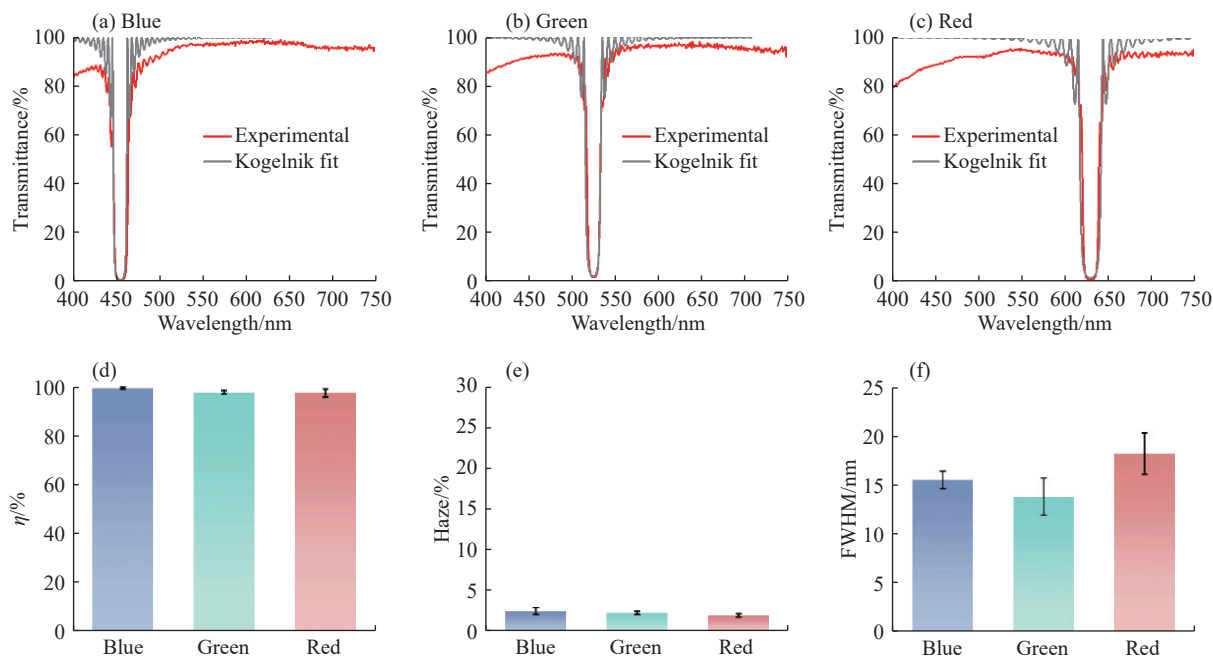 (a) Blue
100
80
60
40
20
0
Transmittance/%
Experimental
Kogelnik fit
400 450 500 550 600 650 700 750
Wavelength/nm
(b) Green
100
80
60
40
20
0
Transmittance/%
Experimental
Kogelnik fit
400 450 500 550 600 650 700 750
Wavelength/nm
(c) Red
100
80
60
40
20
0
Transmittance/%
Experimental
Kogelnik fit
400 450 500 550 600 640 700 750
Wavelength/nm
(d)
100
80
60
40
20
0
η/%
Blue Green Red
(e)
30
25
20
15
10
5
0
Haze/%
Blue Green Red
(f)
25
20
15
10
5
0
FWHM/nm
Blue Green Red